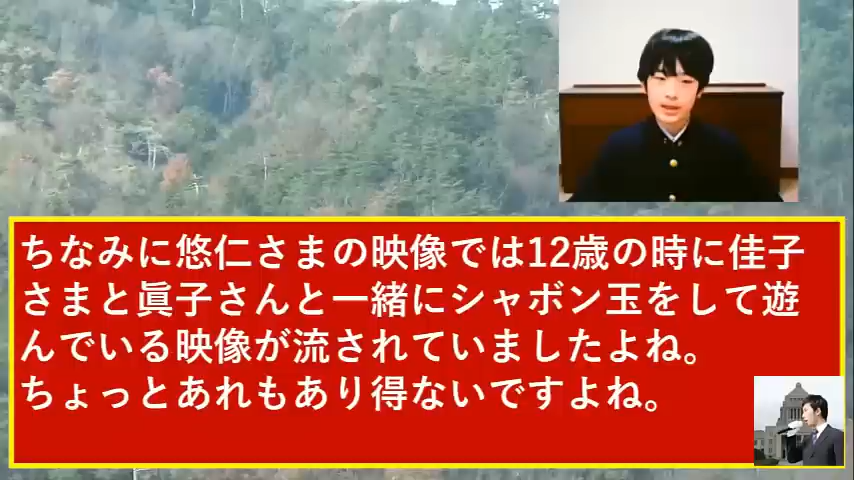 ちなみに悠仁さまの映像では12歳の時に佳子
さまと眞子さんと一緒にシャボン玉をして遊
んでいる映像が流されていましたよね。
ちょっとあれもあり得ないですよね。